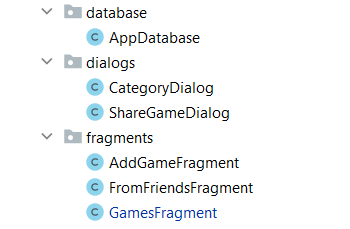 database
C AppDatabase
dialogs
C CategoryDialog
C ShareGameDialog
fragments
C AddGameFragment
C FromFriendsFragment
C GamesFragment